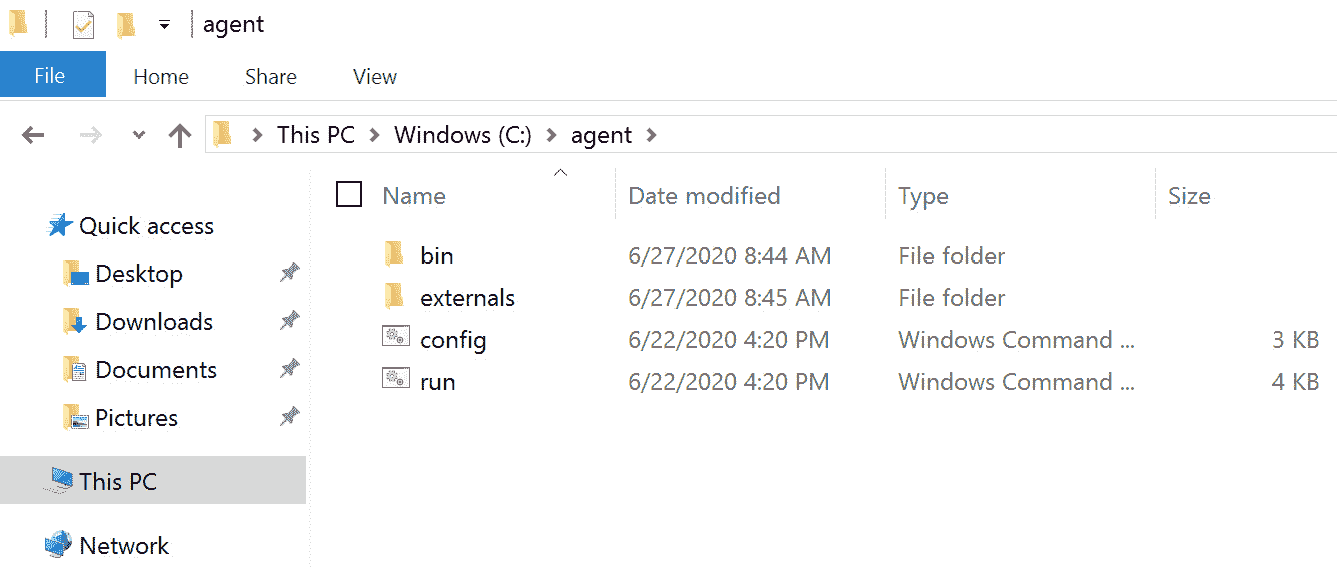 agent
File Home Share View
This PC Windows (C:) agent
Name Date modified Type Size
Quick access
Desktop
Downloads
Documents
Pictures
This PC
Network
bin 6/27/2020 8:44 AM File folder
externals 6/27/2020 8:45 AM File folder
config 6/22/2020 4:20 PM Windows Command ... 3 KB
run 6/22/2020 4:20 PM Windows Command ... 4 KB